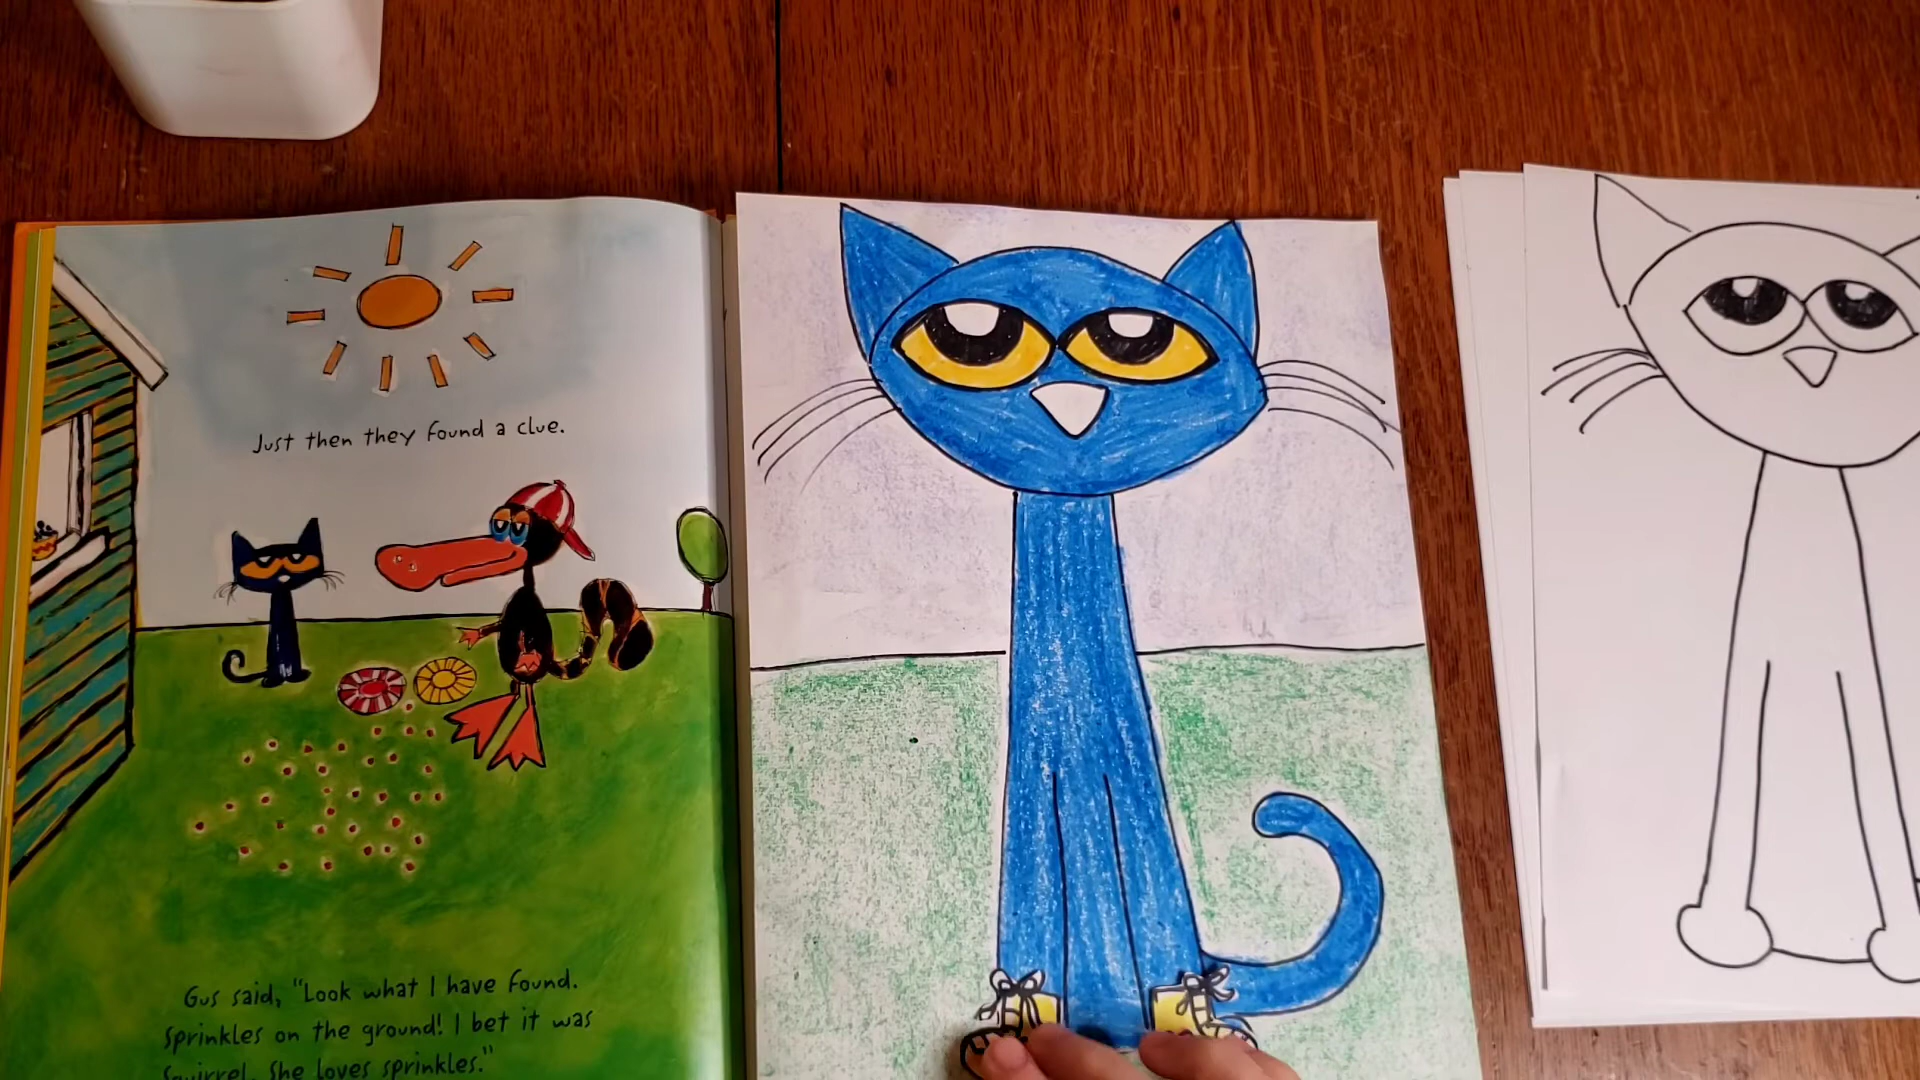 Just then they found a clue.
Gus said, "Look what I have found.
Sprinkles on the ground! I bet it was
Squirrel. She loves sprinkles."